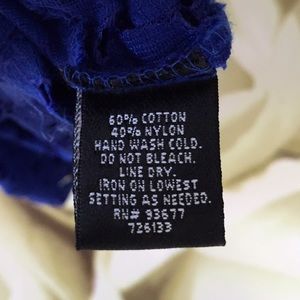 60% COTTON
40% NYLON
HAND WASH COLD.
DO NOT BLEACH.
LINE DRY.
IRON ON LOWEST
SETTING AS NEEDED.
RN# 93677
726133